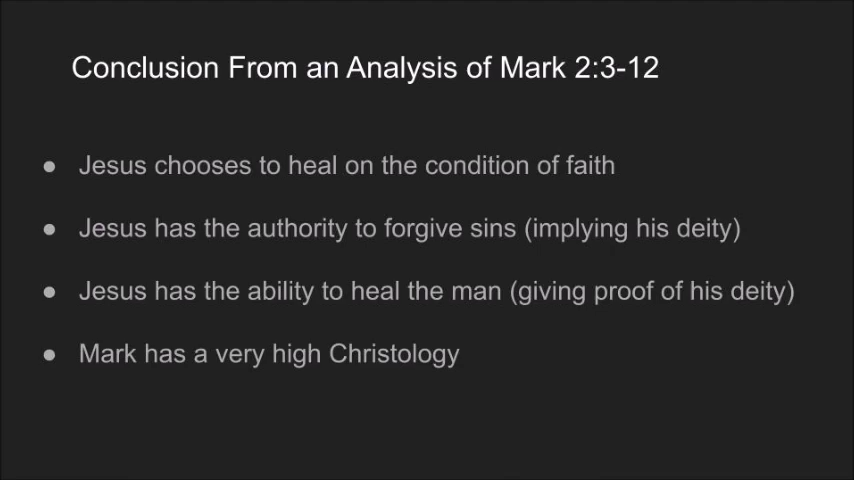 Conclusion From an Analysis of Mark 2:3-12
● Jesus chooses to heal on the condition of faith
● Jesus has the authority to forgive sins (implying his deity)
● Jesus has the ability to heal the man (giving proof of his deity)
● Mark has a very high Christology